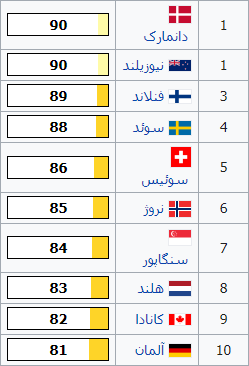 1 دانمارک 90
1 نیوزیلند 90
3 فنلاند 89
4 سوئد 88
5 سوئیس 86
6 نروژ 85
7 سنگاپور 84
8 هلند 83
9 کانادا 82
10 آلمان 81